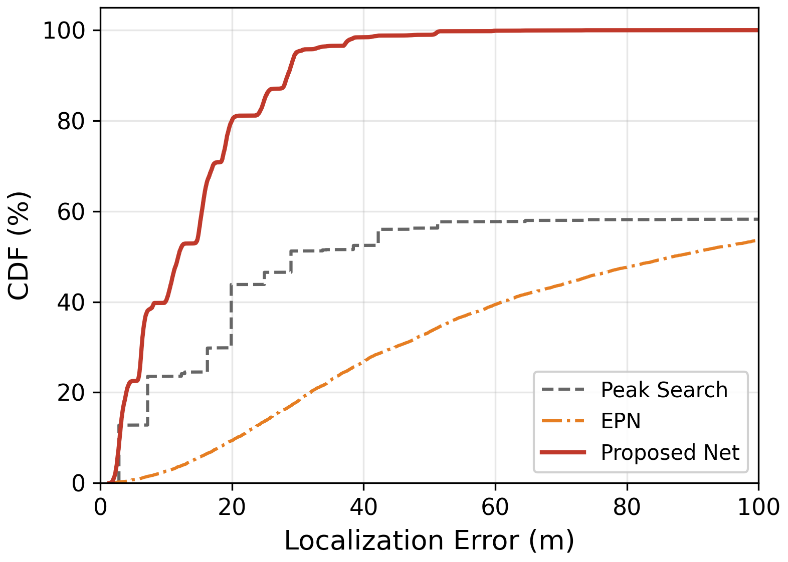 CDF (%)
100
80
60
40
20
0
0 20 40 60 80 100
Localization Error (m)
Peak Search
EPN
Proposed Net